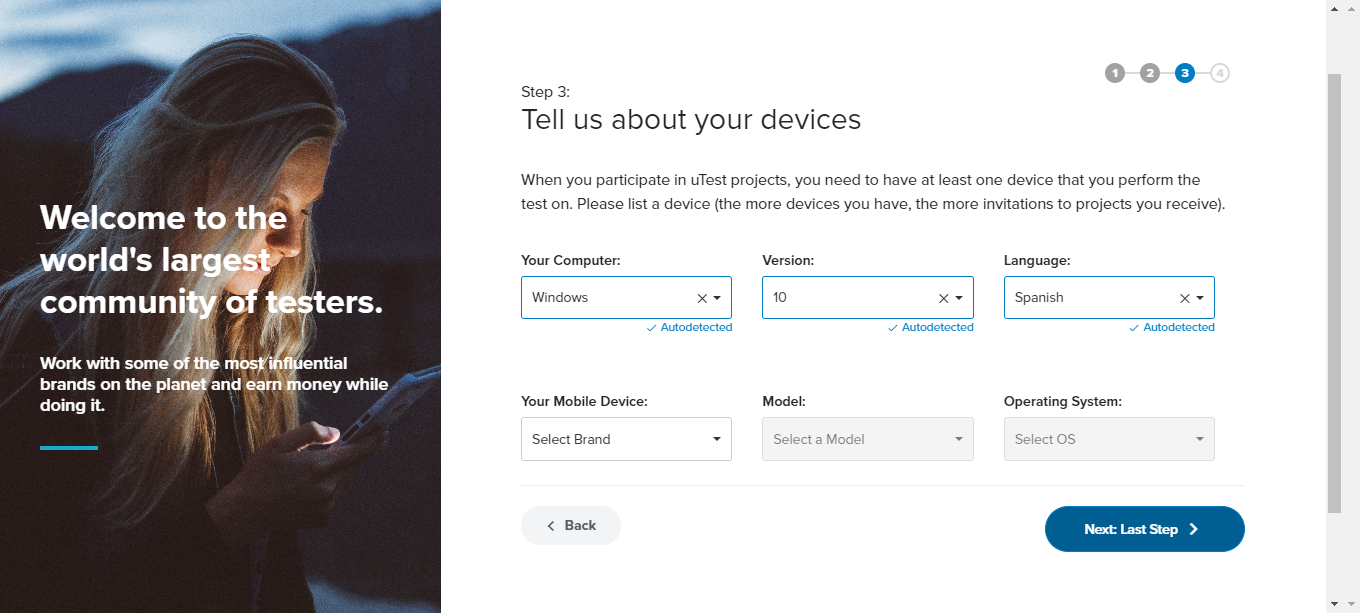 Welcome to the
world's largest
community of testers.
Work with some of the most influential
brands on the planet and earn money while
doing it.
1 2 3 4
Step 3:
Tell us about your devices
When you participate in uTest projects, you need to have at least one device that you perform the
test on. Please list a device (the more devices you have, the more invitations to projects you receive).
Your Computer: Version: Language:
Windows 10 Spanish
Autodetected Autodetected Autodetected
Your Mobile Device: Model: Operating System:
Select Brand Select a Model Select OS
Back Next: Last Step